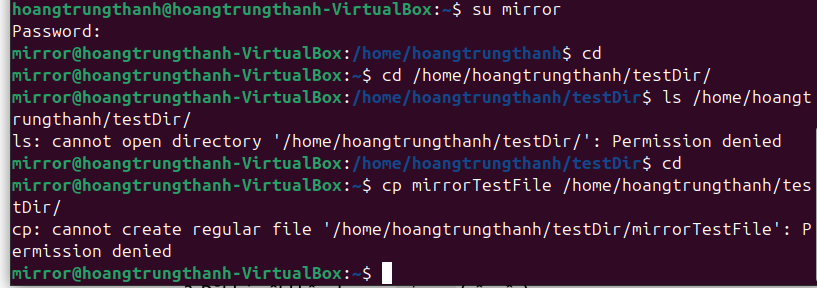 hoangtrungthanh@hoangtrungthanh-VirtualBox:~$ su mirror
Password:
mirror@hoangtrungthanh-VirtualBox:/home/hoangtrungthanh$ cd
mirror@hoangtrungthanh-VirtualBox:~$ cd /home/hoangtrungthanh/testDir/
mirror@hoangtrungthanh-VirtualBox:/home/hoangtrungthanh/testDir$ ls /home/hoangt
rungthanh/testDir/
ls: cannot open directory '/home/hoangtrungthanh/testDir/': Permission denied
mirror@hoangtrungthanh-VirtualBox:/home/hoangtrungthanh/testDir$ cd
mirror@hoangtrungthanh-VirtualBox:~$ cp mirrorTestFile /home/hoangtrungthanh/tes
tDir/
cp: cannot create regular file '/home/hoangtrungthanh/testDir/mirrorTestFile': P
ermission denied
mirror@hoangtrungthanh-VirtualBox:~$